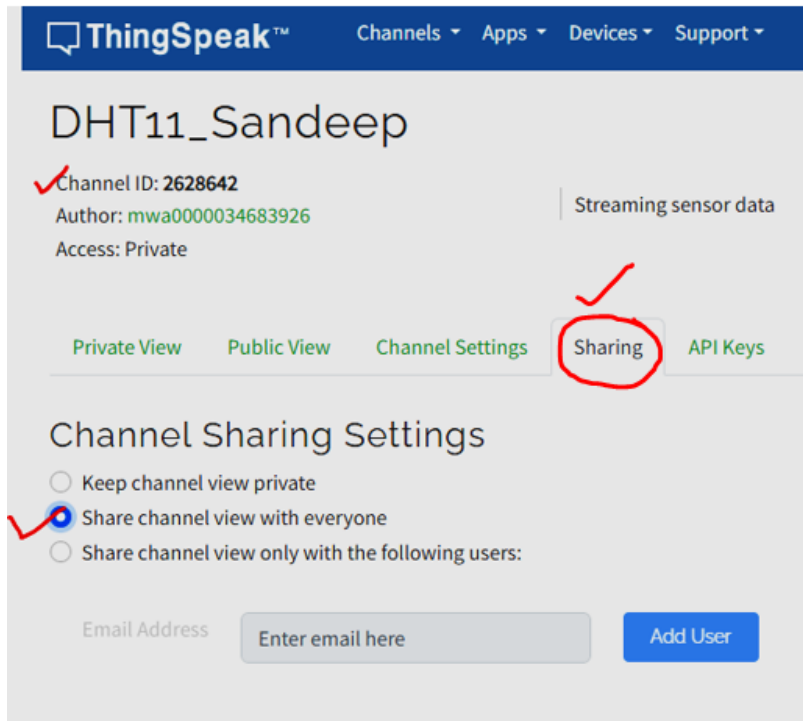 ThingSpeak™ Channels Apps Devices Support
DHT11_Sandeep
Channel ID: 2628642
Author: mwa0000034683926
Access: Private
Streaming sensor data
Private View Public View Channel Settings Sharing API Keys
Channel Sharing Settings
Keep channel view private
Share channel view with everyone
Share channel view only with the following users:
Email Address Enter email here Add User